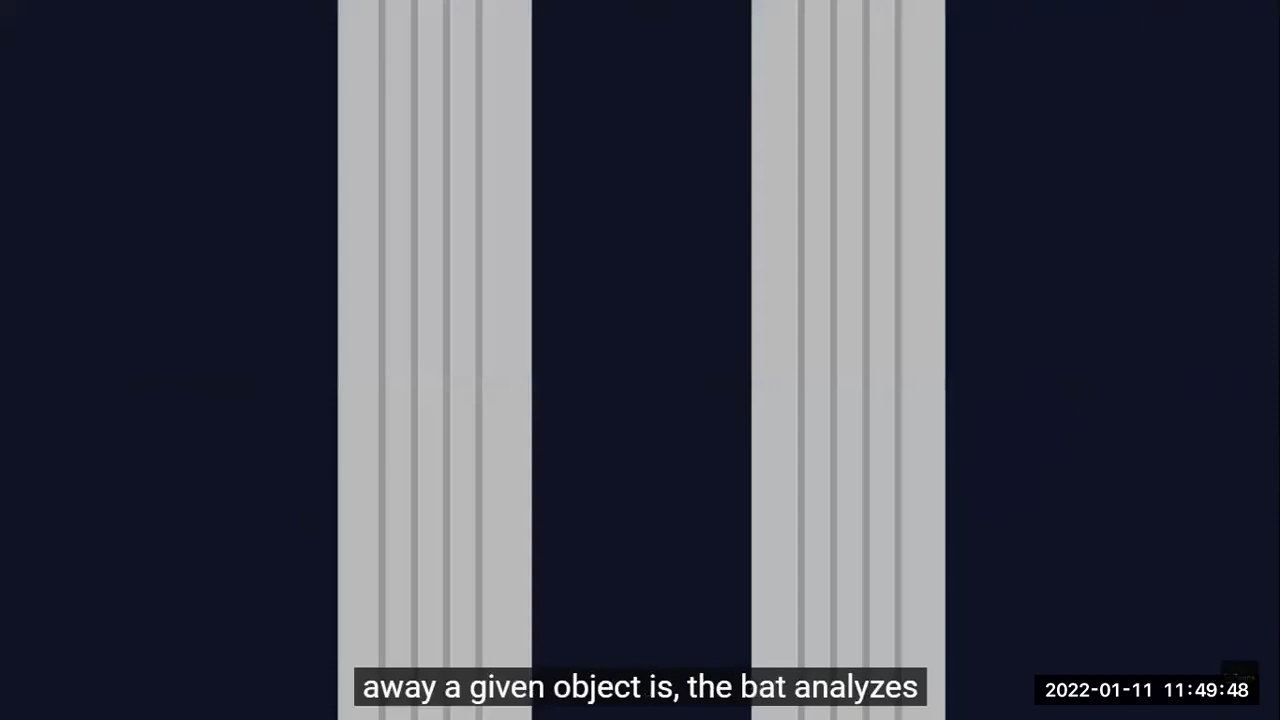 away a given object is, the bat analyzes
2022-01-11 11:49:48